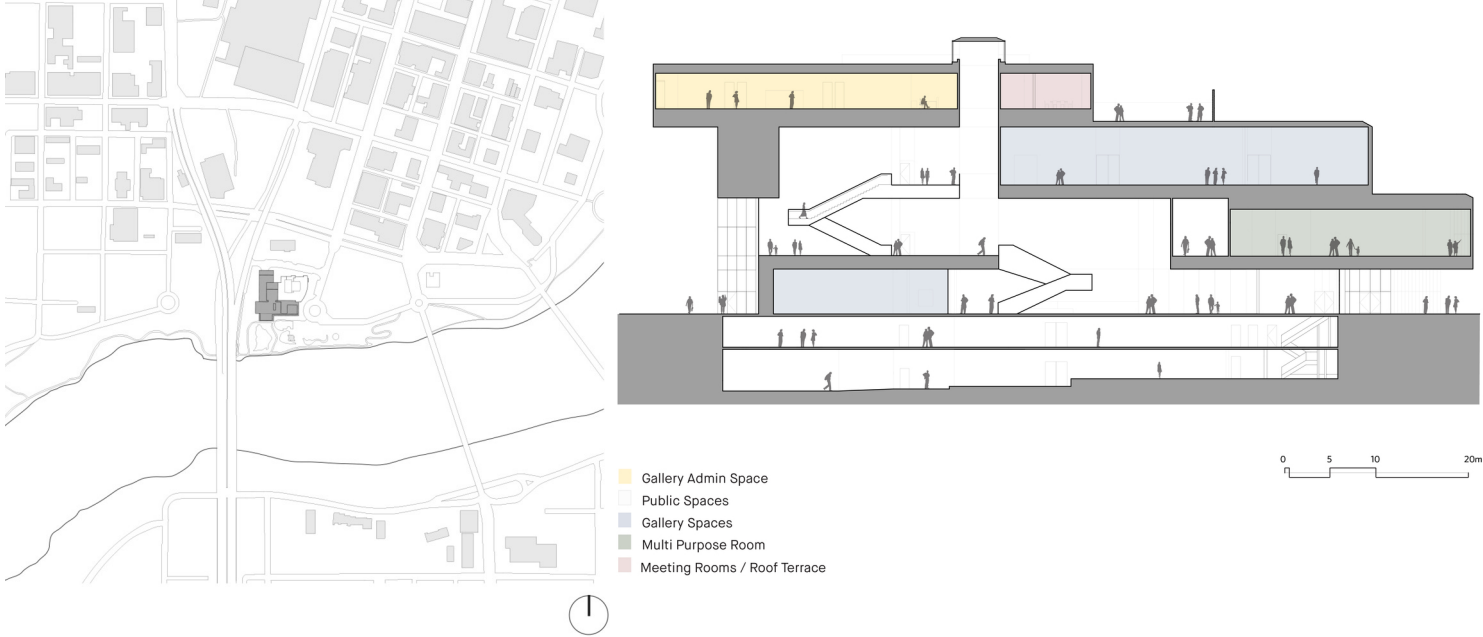 0 5 10 20m
Gallery Admin Space
Public Spaces
Gallery Spaces
Multi Purpose Room
Meeting Rooms / Roof Terrace